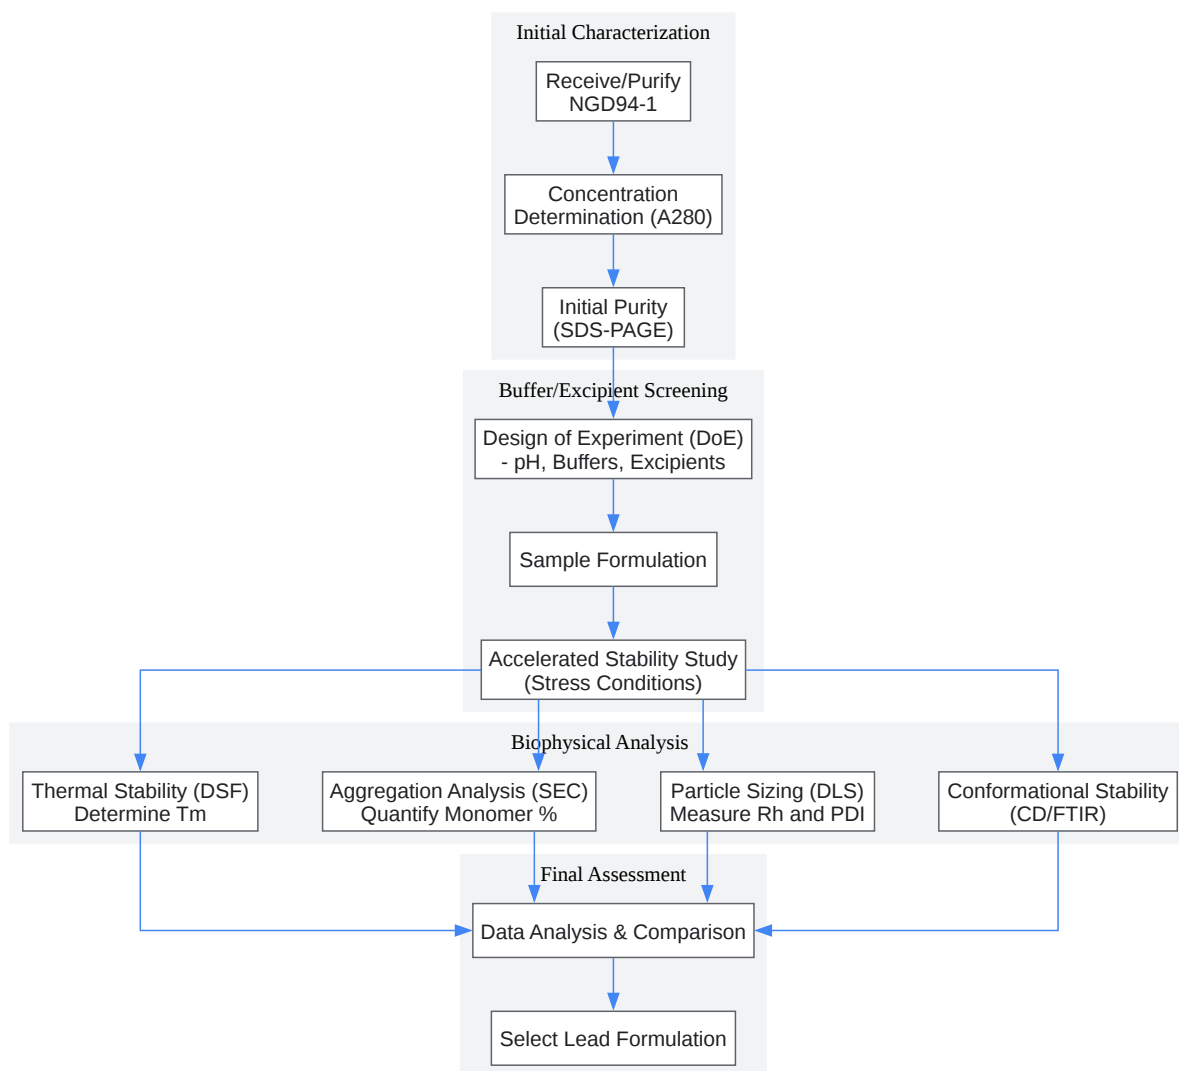 Initial Characterization
Receive/Purify
NGD94-1
Concentration
Determination (A280)
Initial Purity
(SDS-PAGE)
Buffer/Excipient Screening
Design of Experiment (DoE)
- pH, Buffers, Excipients
Sample Formulation
Accelerated Stability Study
(Stress Conditions)
Biophysical Analysis
Thermal Stability (DSF)
Determine Tm
Aggregation Analysis (SEC)
Quantify Monomer %
Particle Sizing (DLS)
Measure Rh and PDI
Conformational Stability
(CD/FTIR)
Final Assessment
Data Analysis & Comparison
Select Lead Formulation